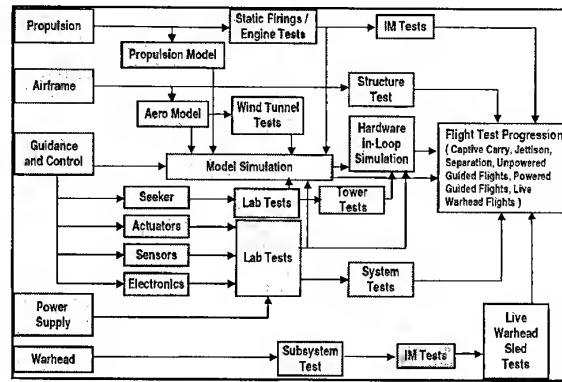 Propulsion
Static Firings /
Engine Tests
IM Tests
Propulsion Model
Airframe
Structure
Test
Aero Model
Wind Tunnel
Tests
Hardware
In-Loop
Simulation
Flight Test Progression
( Captive Carry, Jettison,
Separation, Unpowered
Guided Flights, Powered
Guided Flights, Live
Warhead Flights )
Guidance
and Control
Model Simulation
Seeker
Lab Tests
Tower
Tests
Actuators
Sensors
Lab Tests
Electronics
System
Tests
Power
Supply
Live
Warhead
Sled
Tests
Warhead
Subsystem
Test
IM Tests